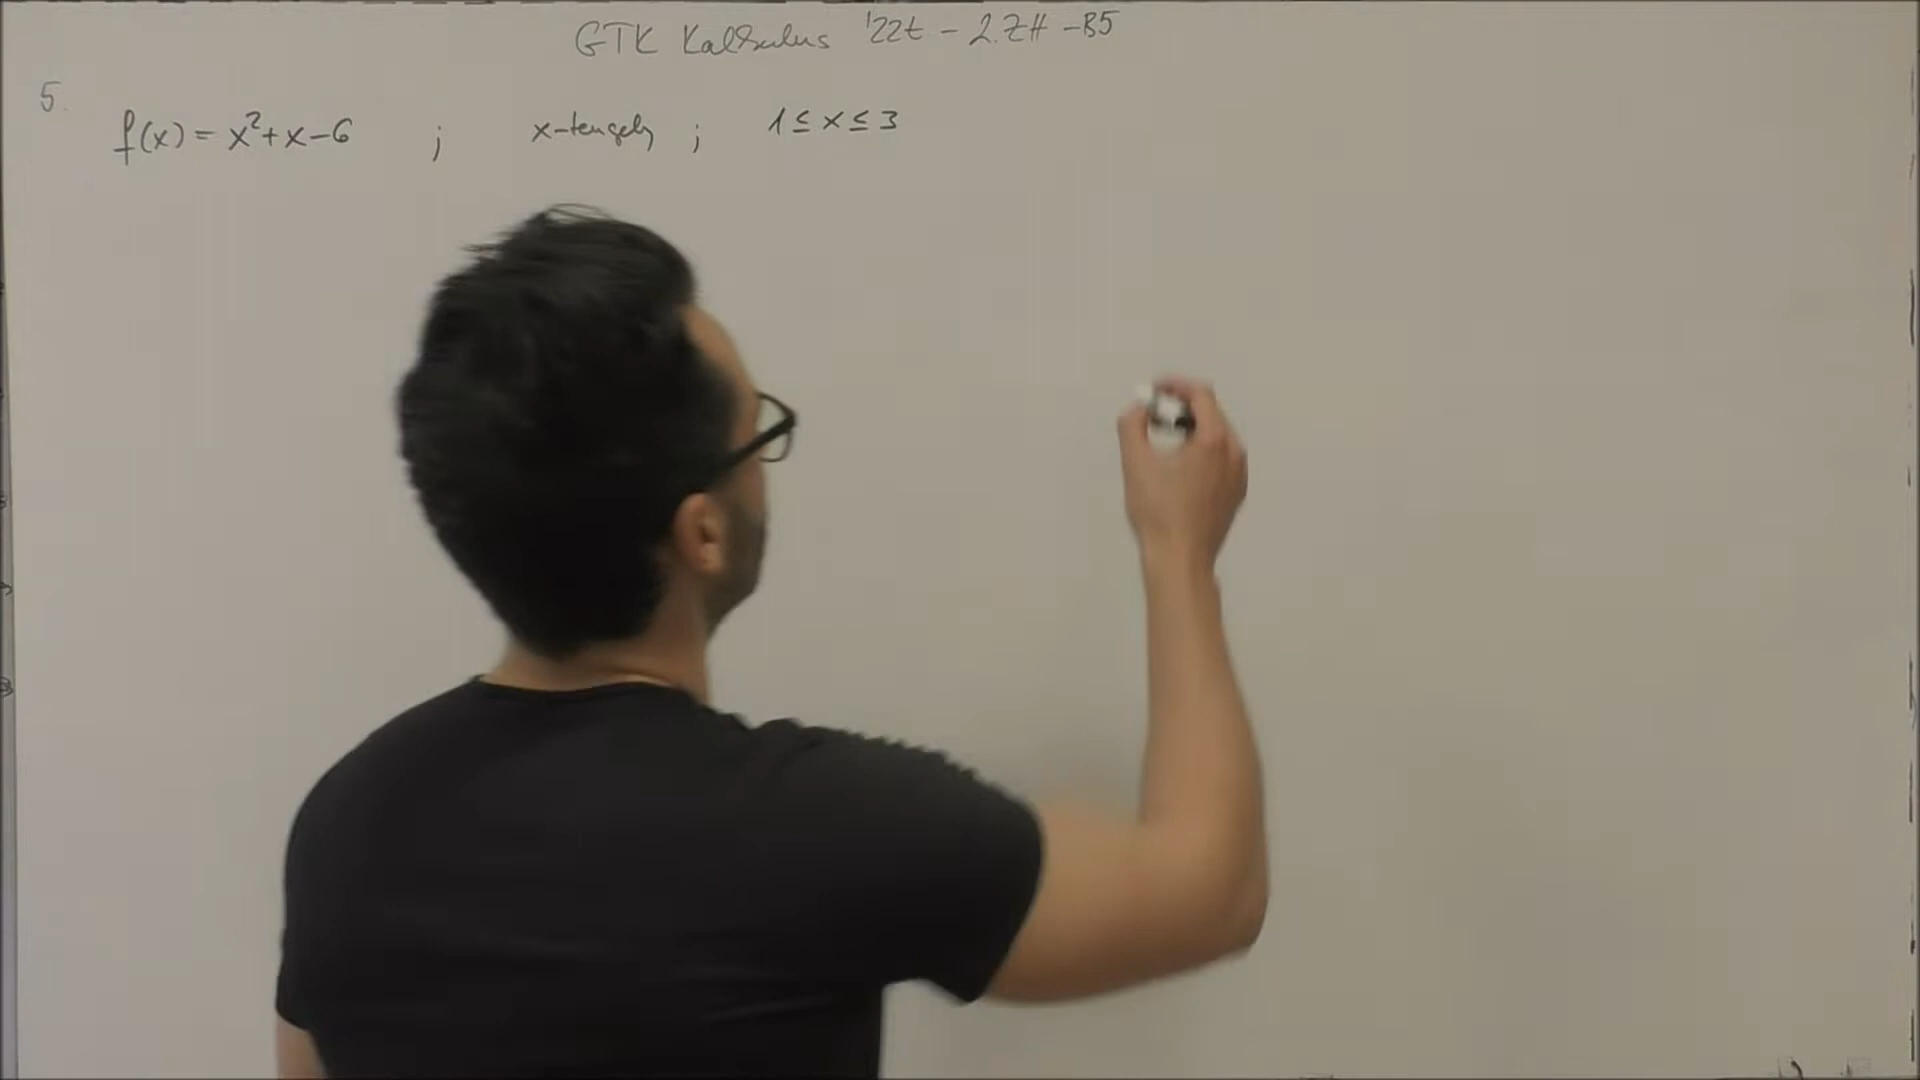 GTK Kalkulus '22t - 2.ZH - B5
5.
f(x) = x²+x-6 ; x-tengely ; 1 ≤ x ≤ 3